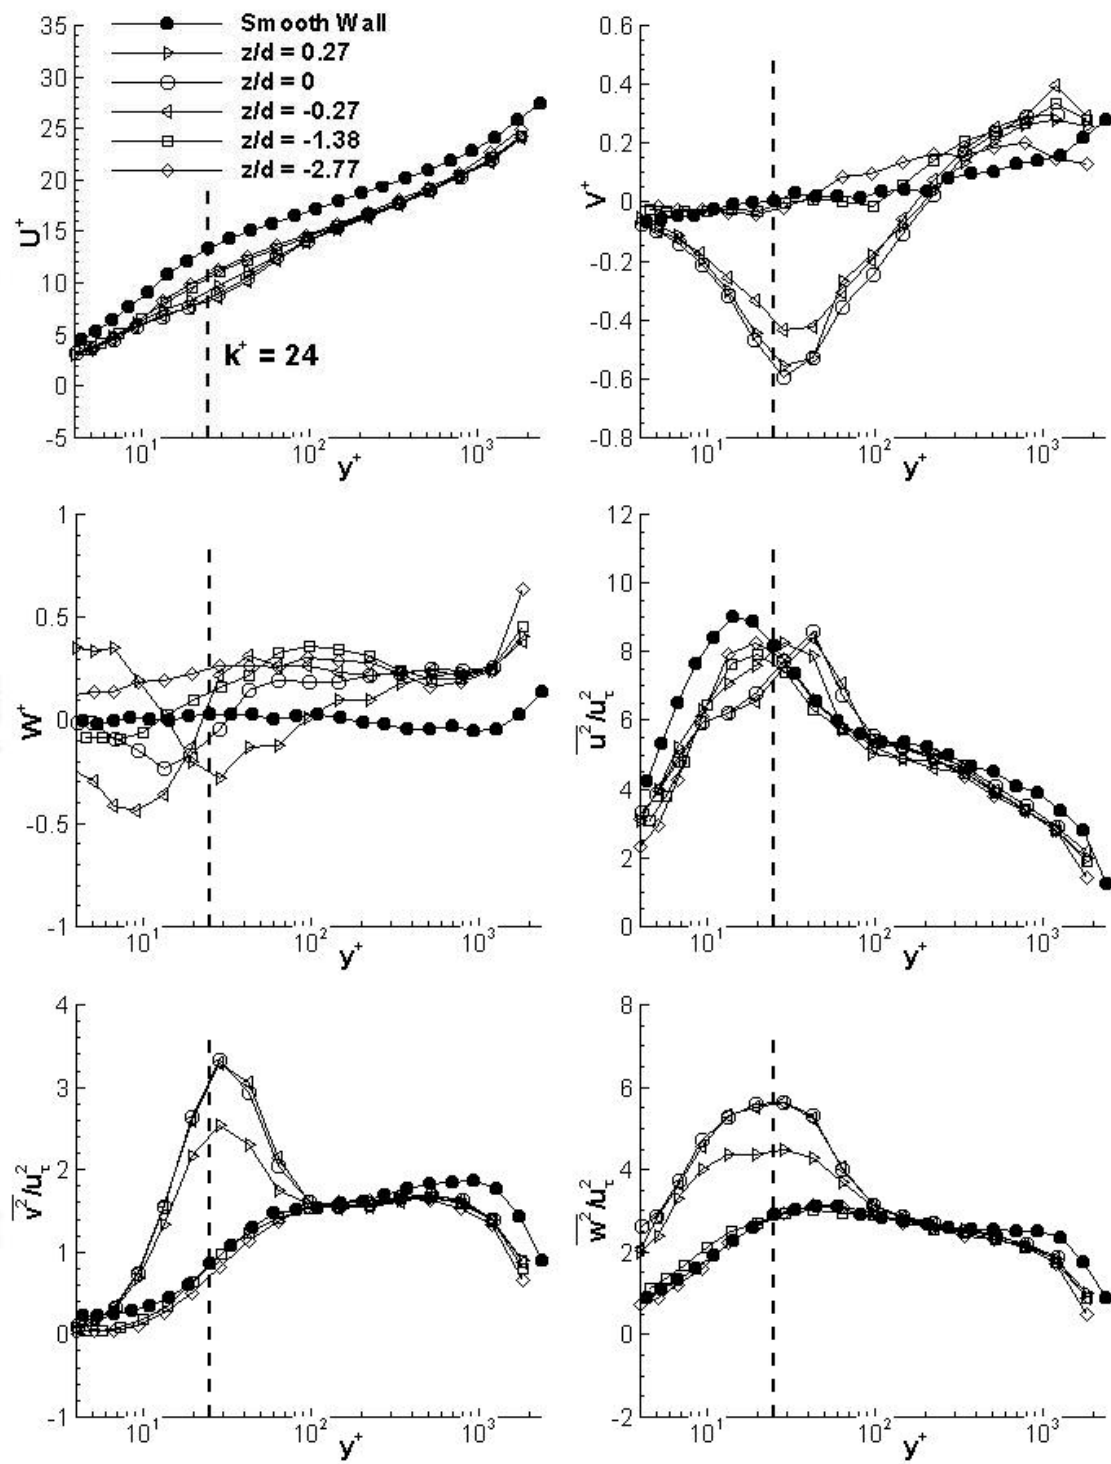 35
30
25
20
15
10
5
0
-5
U⁺
Smooth Wall
z/d = 0.27
z/d = 0
z/d = -0.27
z/d = -1.38
z/d = -2.77
k⁺ = 24
10¹ 10² 10³
y⁺
0.6
0.4
0.2
0
-0.2
-0.4
-0.6
-0.8
V⁺
10¹ 10² 10³
y⁺
1
0.5
0
-0.5
-1
W⁺
10¹ 10² 10³
y⁺
12
10
8
6
4
2
0
u̅²/u²τ
10¹ 10² 10³
y⁺
4
3
2
1
0
-1
v̅²/u²τ
10¹ 10² 10³
y⁺
8
6
4
2
0
-2
w̅²/u²τ
10¹ 10² 10³
y⁺